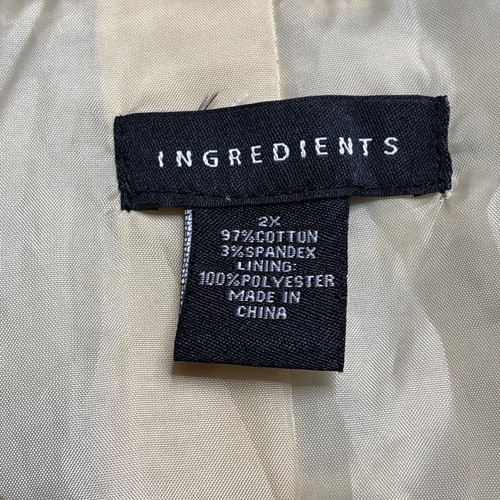 INGREDIENTS
2X
97%COTTON
3%SPANDEX
LINING:
100%POLYESTER
MADE IN
CHINA